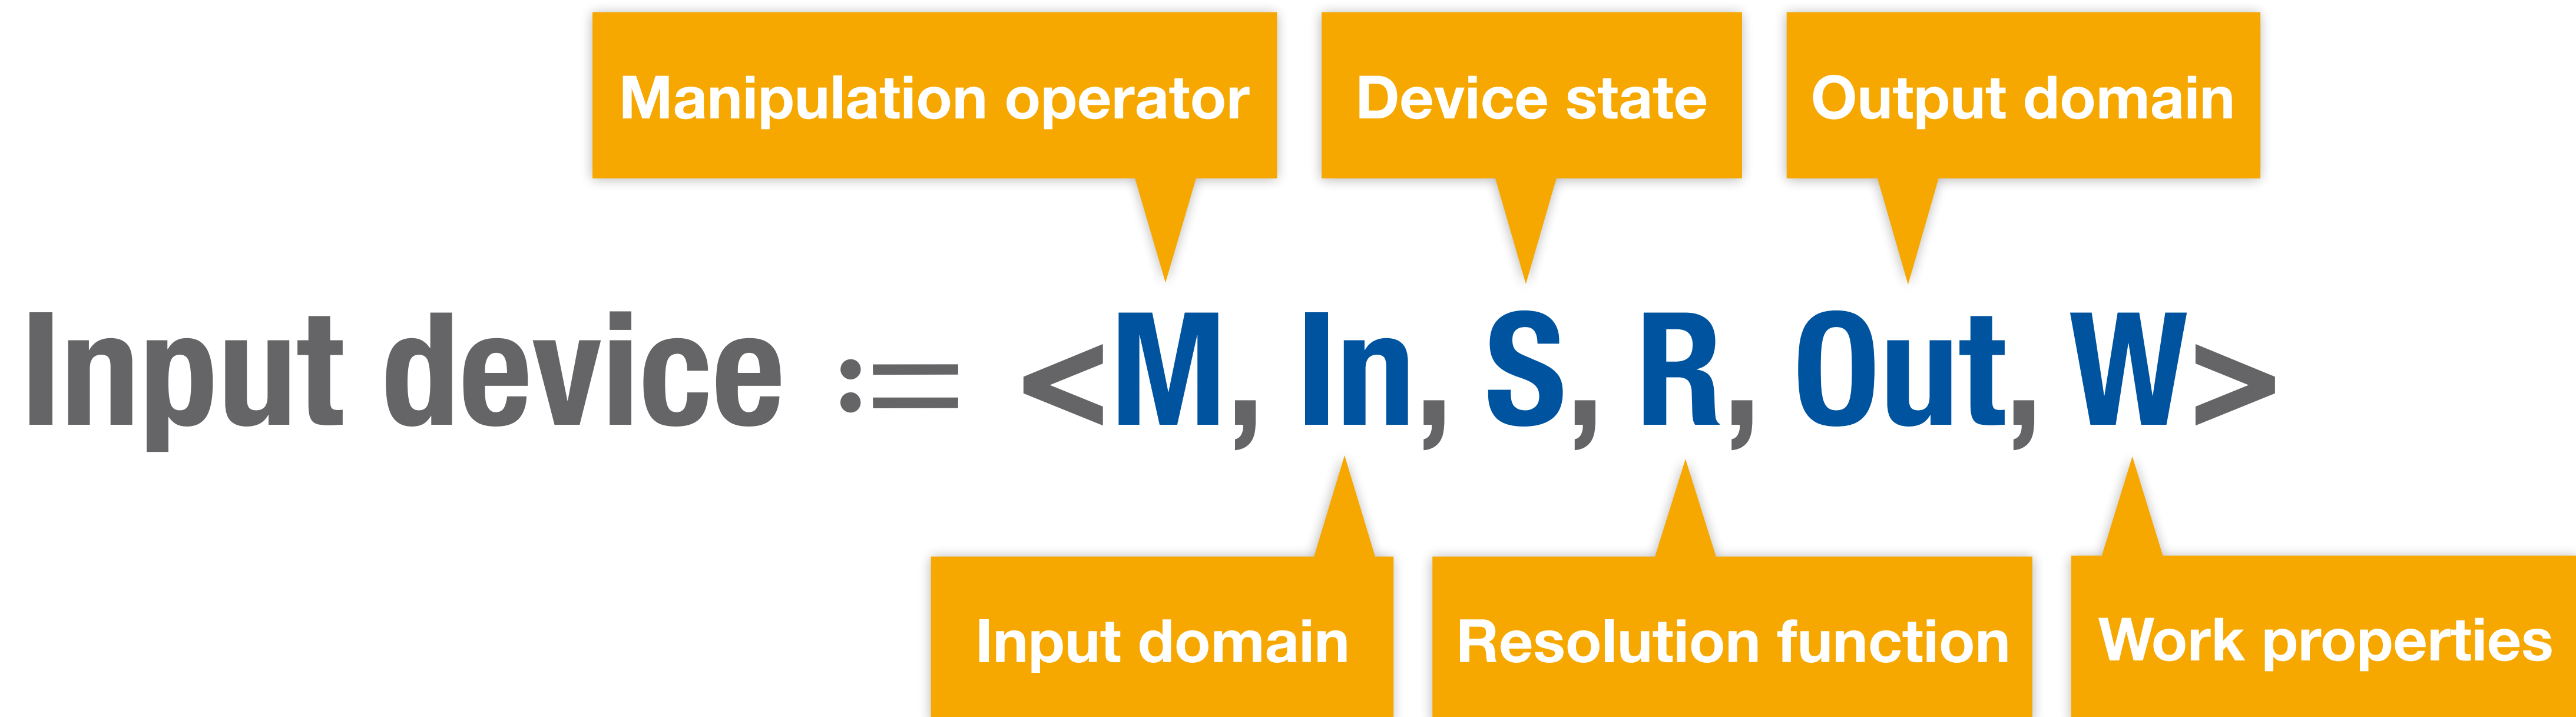 Manipulation operator
Device state
Output domain
Input device := <M, In, S, R, Out, W>
Input domain
Resolution function
Work properties